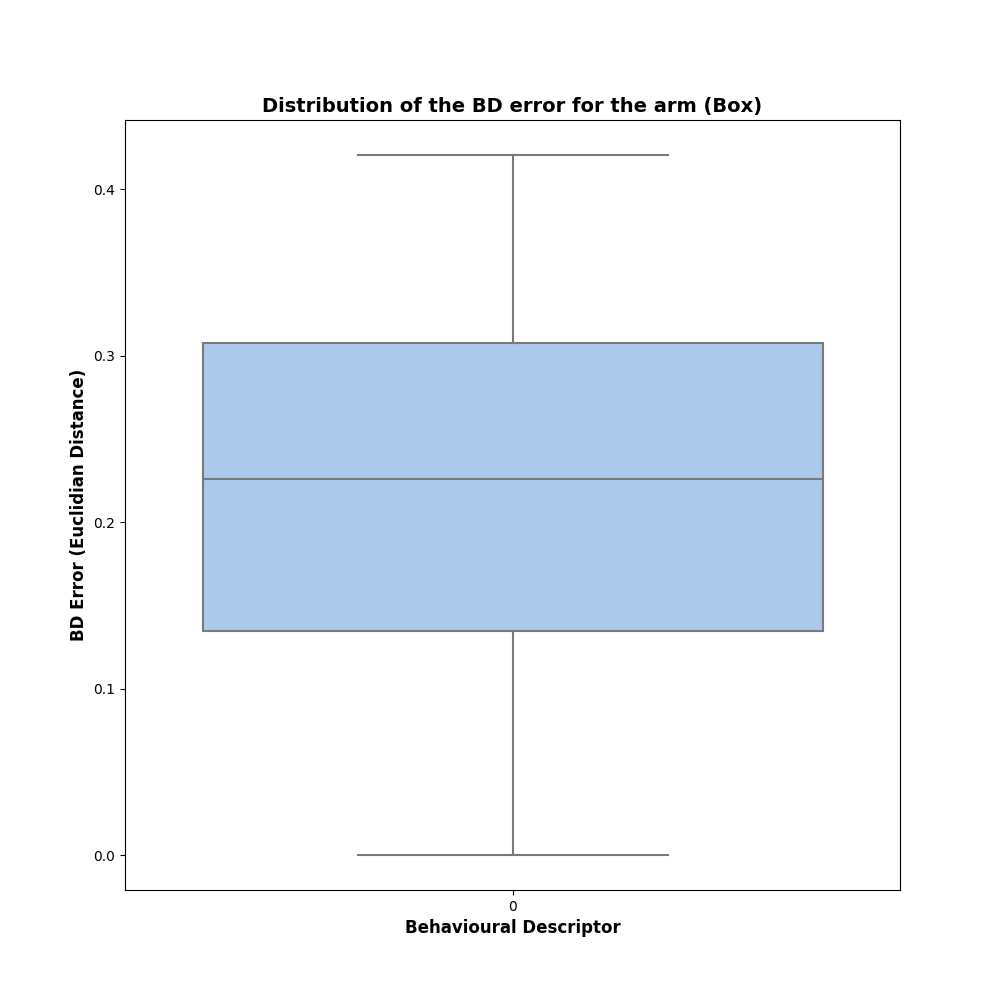 Distribution of the BD error for the arm (Box)
0.4
0.3
0.2
0.1
0.0
BD Error (Euclidian Distance)
0
Behavioural Descriptor